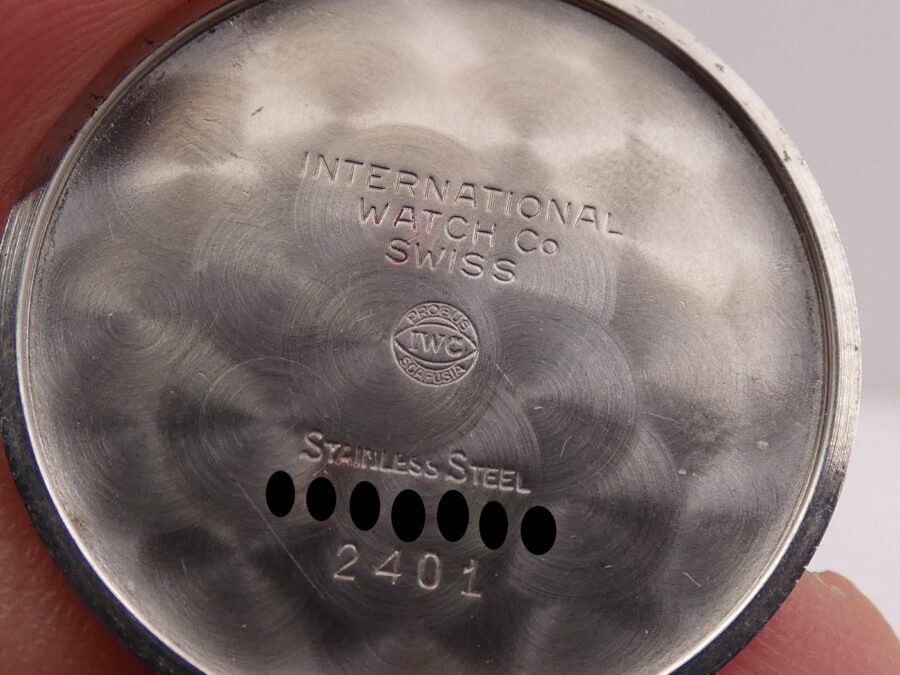 INTERNATIONAL
WATCH Co
SWISS
PROBUS
IWC
SCAFUSIA
STAINLESS STEEL
2401